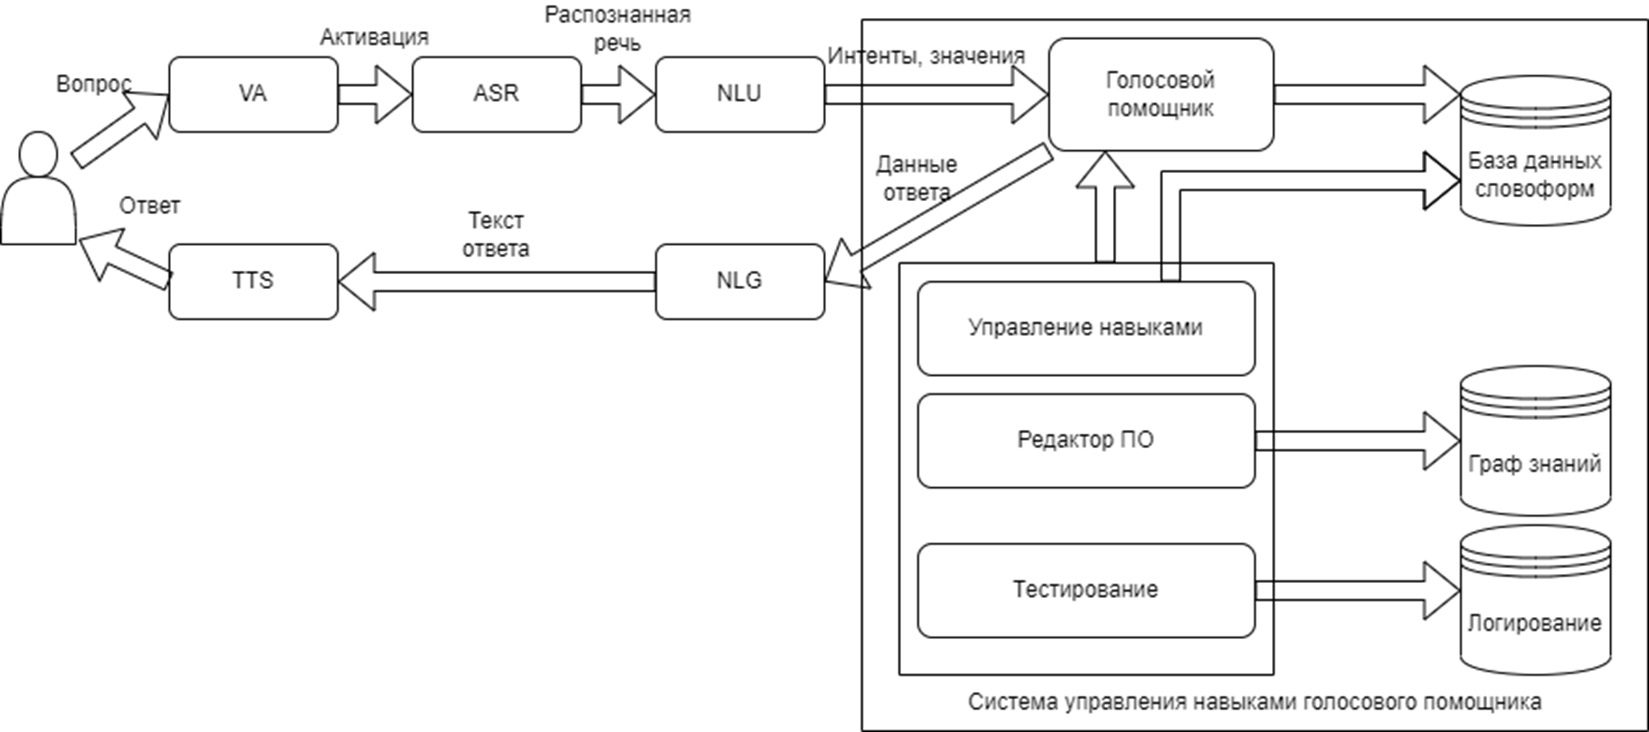 Вопрос
VA
Активация
ASR
Распознанная
речь
NLU
Интенты, значения
Голосовой
помощник
База данных
словоформ
Данные
ответа
Ответ
TTS
Текст
ответа
NLG
Управление навыками
Редактор ПО
Граф знаний
Тестирование
Логирование
Система управления навыками голосового помощника